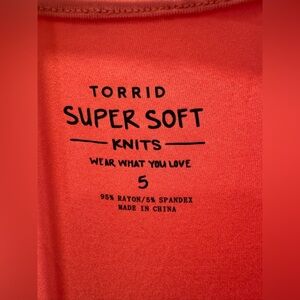 TORRID
SUPER SOFT
KNITS
WEAR WHAT YOU LOVE
5
95% RAYON/5% SPANDEX
MADE IN CHINA